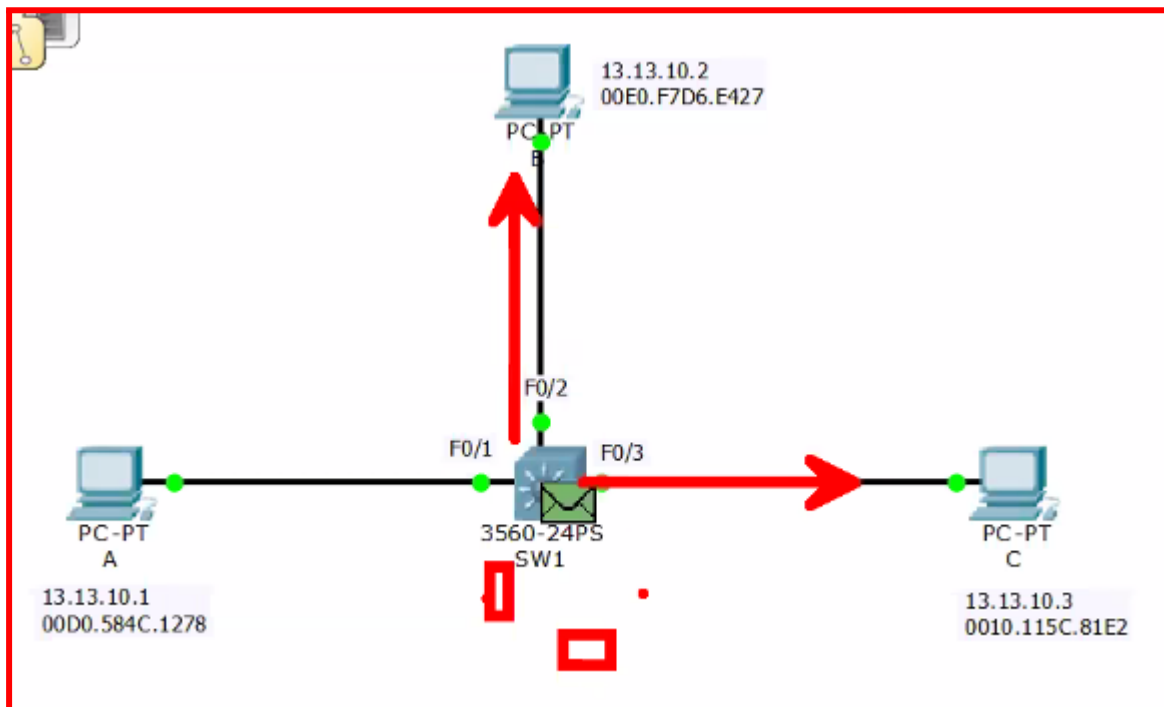 13.13.10.2
00E0.F7D6.E427
PC-PT
B
F0/2
F0/1
F0/3
PC-PT
A
3560-24PS
SW1
PC-PT
C
13.13.10.1
00D0.584C.1278
13.13.10.3
0010.115C.81E2